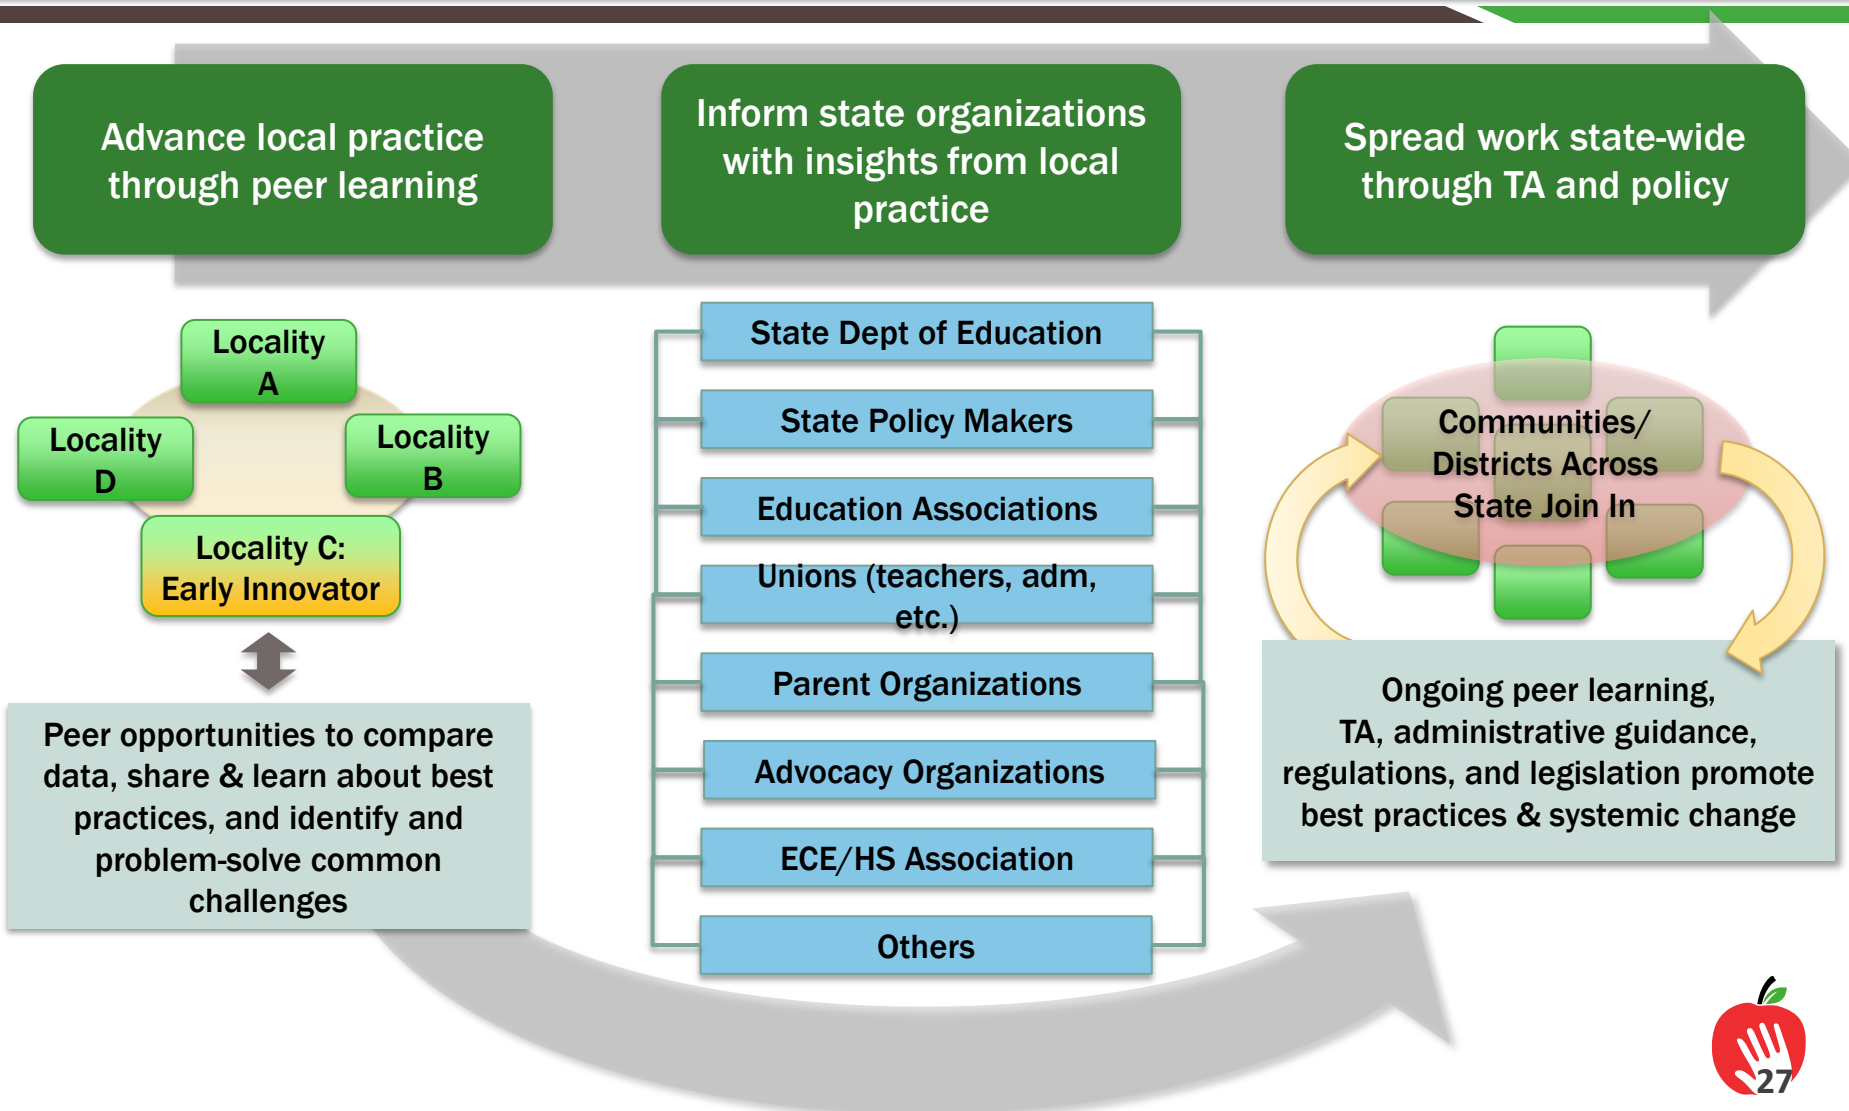 Advance local practice
through peer learning
Inform state organizations
with insights from local
practice
Spread work state-wide
through TA and policy
Locality
A
Locality
D
Locality
B
Locality C:
Early Innovator
Peer opportunities to compare
data, share & learn about best
practices, and identify and
problem-solve common
challenges
State Dept of Education
State Policy Makers
Education Associations
Unions (teachers, adm,
etc.)
Parent Organizations
Advocacy Organizations
ECE/HS Association
Others
Communities/
Districts Across
State Join In
Ongoing peer learning,
TA, administrative guidance,
regulations, and legislation promote
best practices & systemic change
27